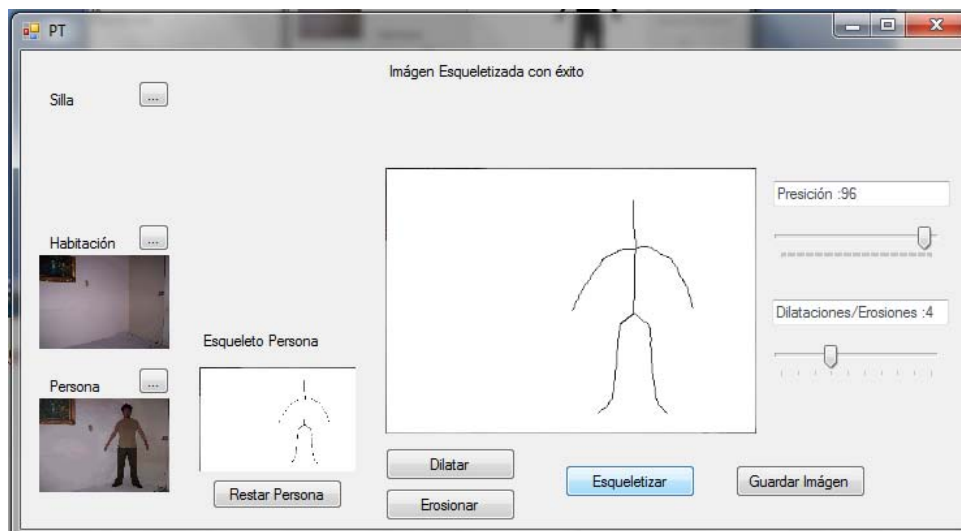 PT
Imágen Esqueletizada con éxito
Silla
...
Presición :96
Habitación
...
Dilataciones/Erosiones :4
Esqueleto Persona
Persona
...
Dilatar
Esqueletizar
Guardar Imágen
Restar Persona
Erosionar